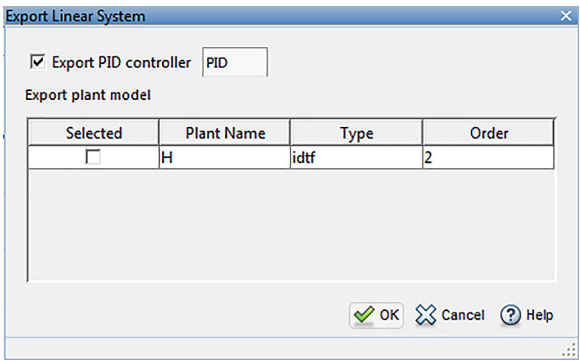 Export Linear System
Export PID controller PID
Export plant model
Selected Plant Name Type Order
H idtf 2
OK Cancel Help